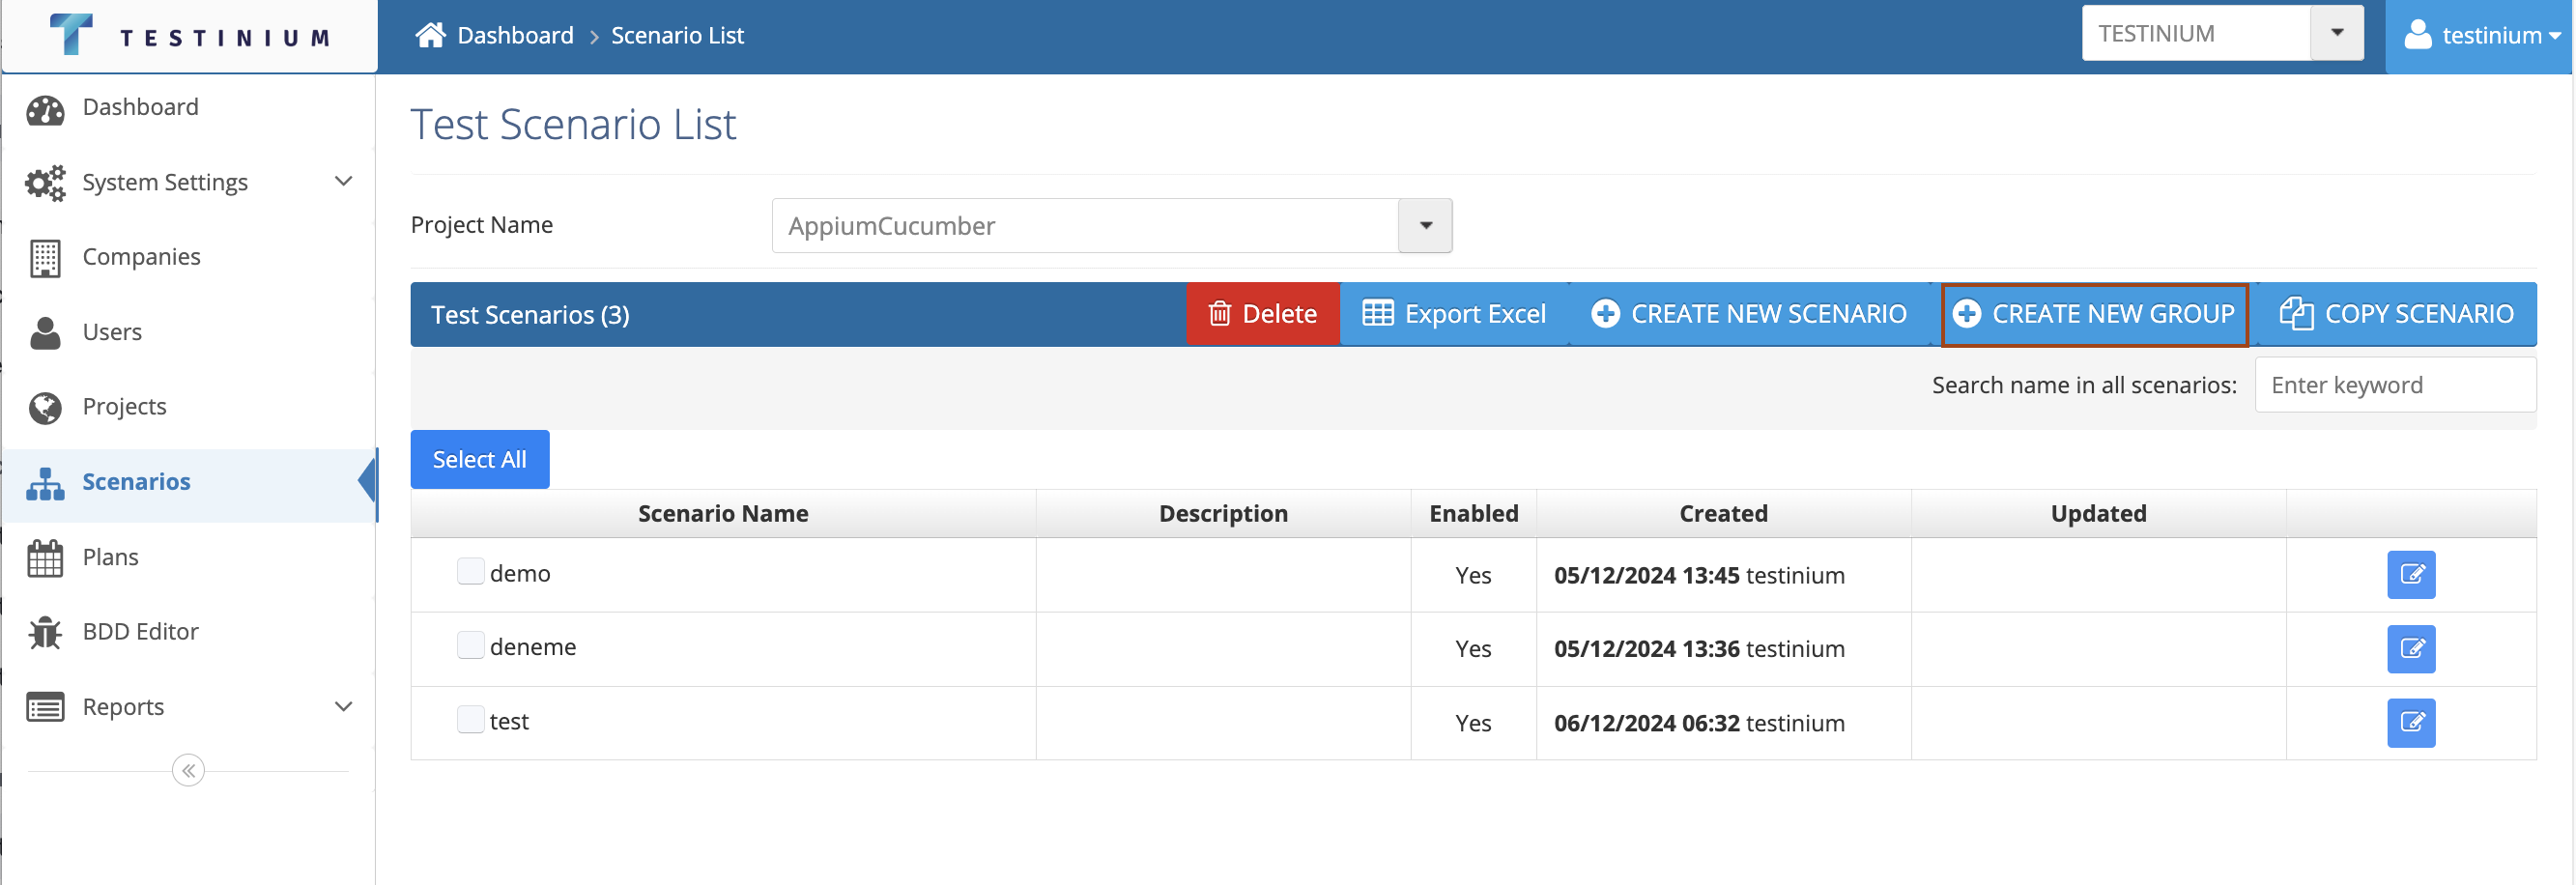 TESTINIUM
Dashboard > Scenario List
TESTINIUM
testinium
Dashboard
System Settings
Companies
Users
Projects
Scenarios
Plans
BDD Editor
Reports
Test Scenario List
Project Name
AppiumCucumber
Test Scenarios (3)
Delete
Export Excel
CREATE NEW SCENARIO
CREATE NEW GROUP
COPY SCENARIO
Search name in all scenarios:
Enter keyword
Select All
Scenario Name Description Enabled Created Updated
demo Yes 05/12/2024 13:45 testinium
deneme Yes 05/12/2024 13:36 testinium
test Yes 06/12/2024 06:32 testinium